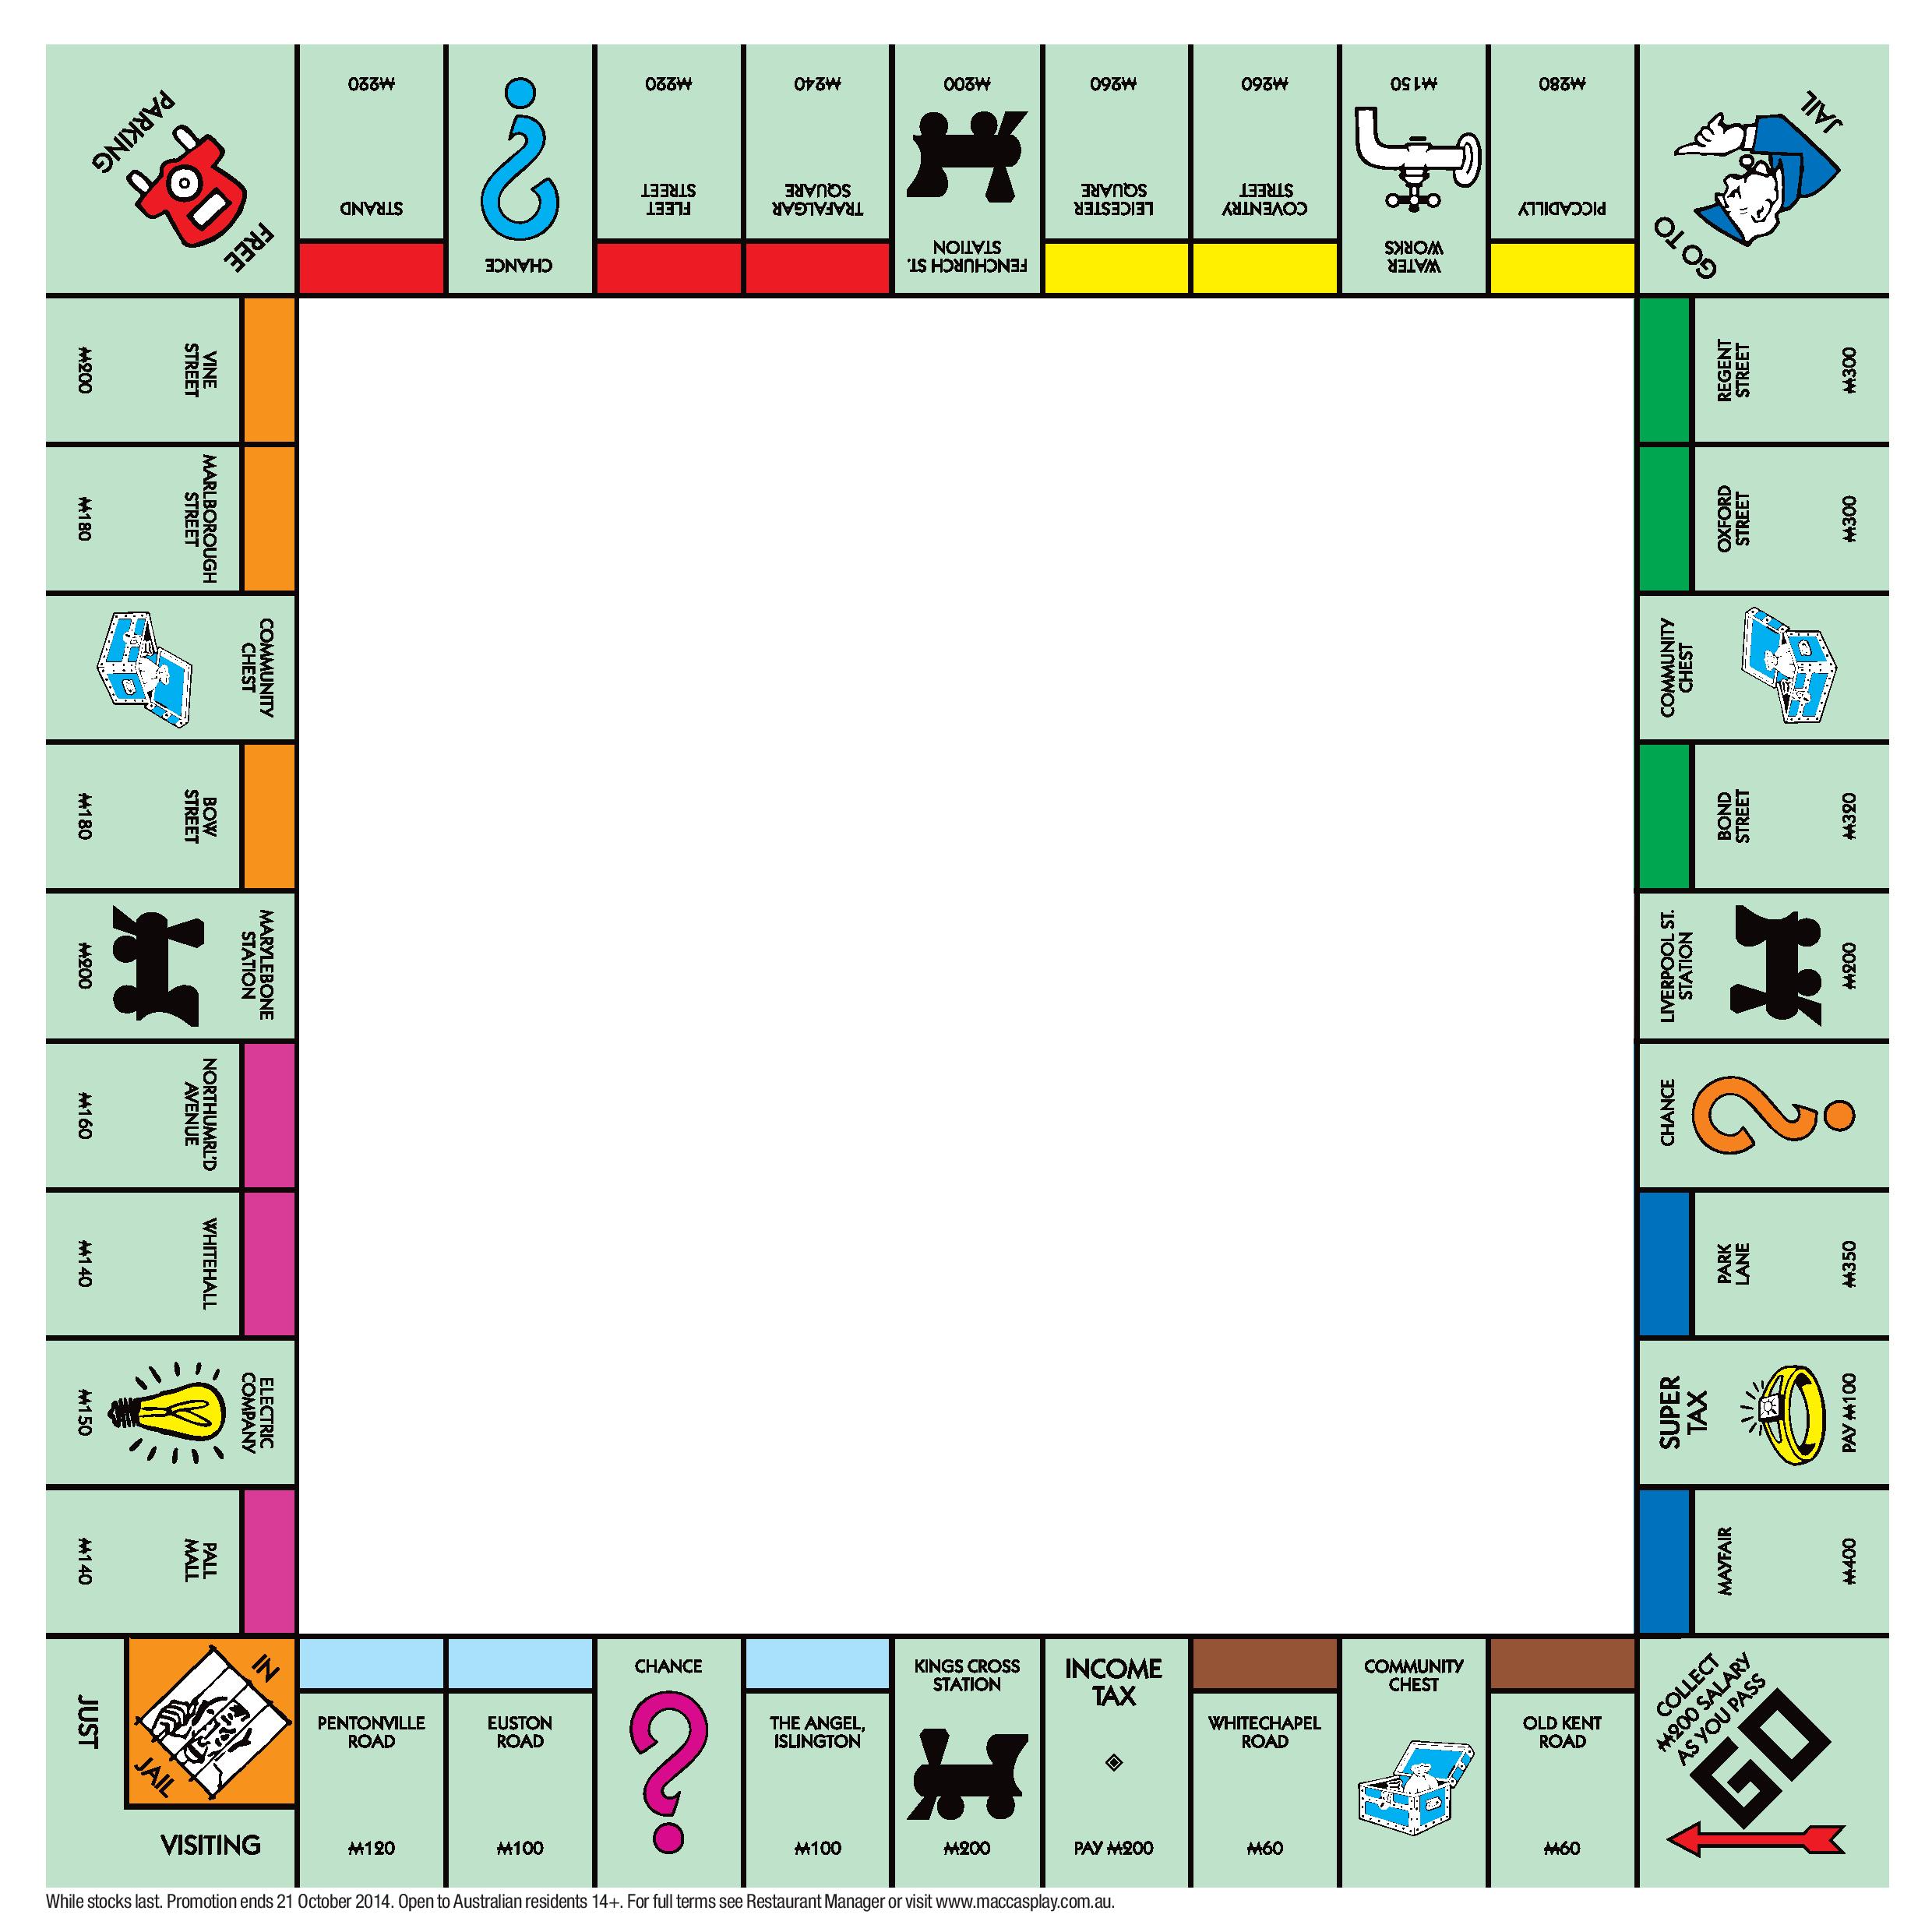 FREE
PARKING
STRAND
₩220
CHANCE
FLEET
STREET
₩220
TRAFALGAR
SQUARE
₩240
FENCHURCH ST.
STATION
₩200
LEICESTER
SQUARE
₩260
COVENTRY
STREET
₩260
WATER
WORKS
₩150
PICCADILLY
₩280
GO TO
JAIL
VINE
STREET
₩200
MARLBOROUGH
STREET
₩180
COMMUNITY
CHEST
BOW
STREET
₩180
MARYLEBONE
STATION
₩200
NORTHUMRL'D
AVENUE
₩160
WHITEHALL
₩140
ELECTRIC
COMPANY
₩150
PALL
MALL
₩140
REGENT
STREET
₩300
OXFORD
STREET
₩300
COMMUNITY
CHEST
BOND
STREET
₩320
LIVERPOOL ST.
STATION
₩200
CHANCE
PARK
LANE
₩350
SUPER
TAX
PAY ₩100
MAYFAIR
₩400
IN
JAIL
JUST
VISITING
PENTONVILLE
ROAD
₩120
EUSTON
ROAD
₩100
CHANCE
THE ANGEL,
ISLINGTON
₩100
KINGS CROSS
STATION
₩200
INCOME
TAX
PAY ₩200
WHITECHAPEL
ROAD
₩60
COMMUNITY
CHEST
OLD KENT
ROAD
₩60
COLLECT
₩200 SALARY
AS YOU PASS
GO
While stocks last. Promotion ends 21 October 2014. Open to Australian residents 14+. For full terms see Restaurant Manager or visit www.maccasplay.com.au.